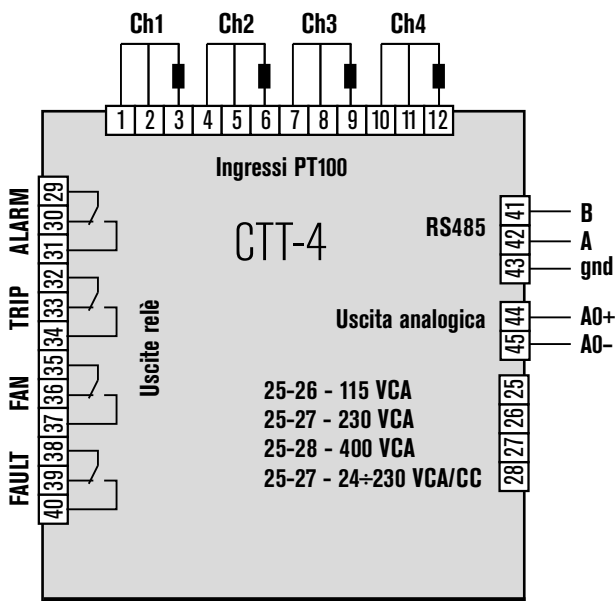 Ch1 Ch2 Ch3 Ch4
1 2 3 4 5 6 7 8 9 10 11 12
Ingressi PT100
CTT-4
ALARM
29
30
31
TRIP
32
33
34
FAN
35
36
37
FAULT
38
39
40
Uscite relè
RS485
41 B
42 A
43 gnd
Uscita analogica
44 A0+
45 A0-
25-26 - 115 VCA
25-27 - 230 VCA
25-28 - 400 VCA
25-27 - 24÷230 VCA/CC
25
26
27
28